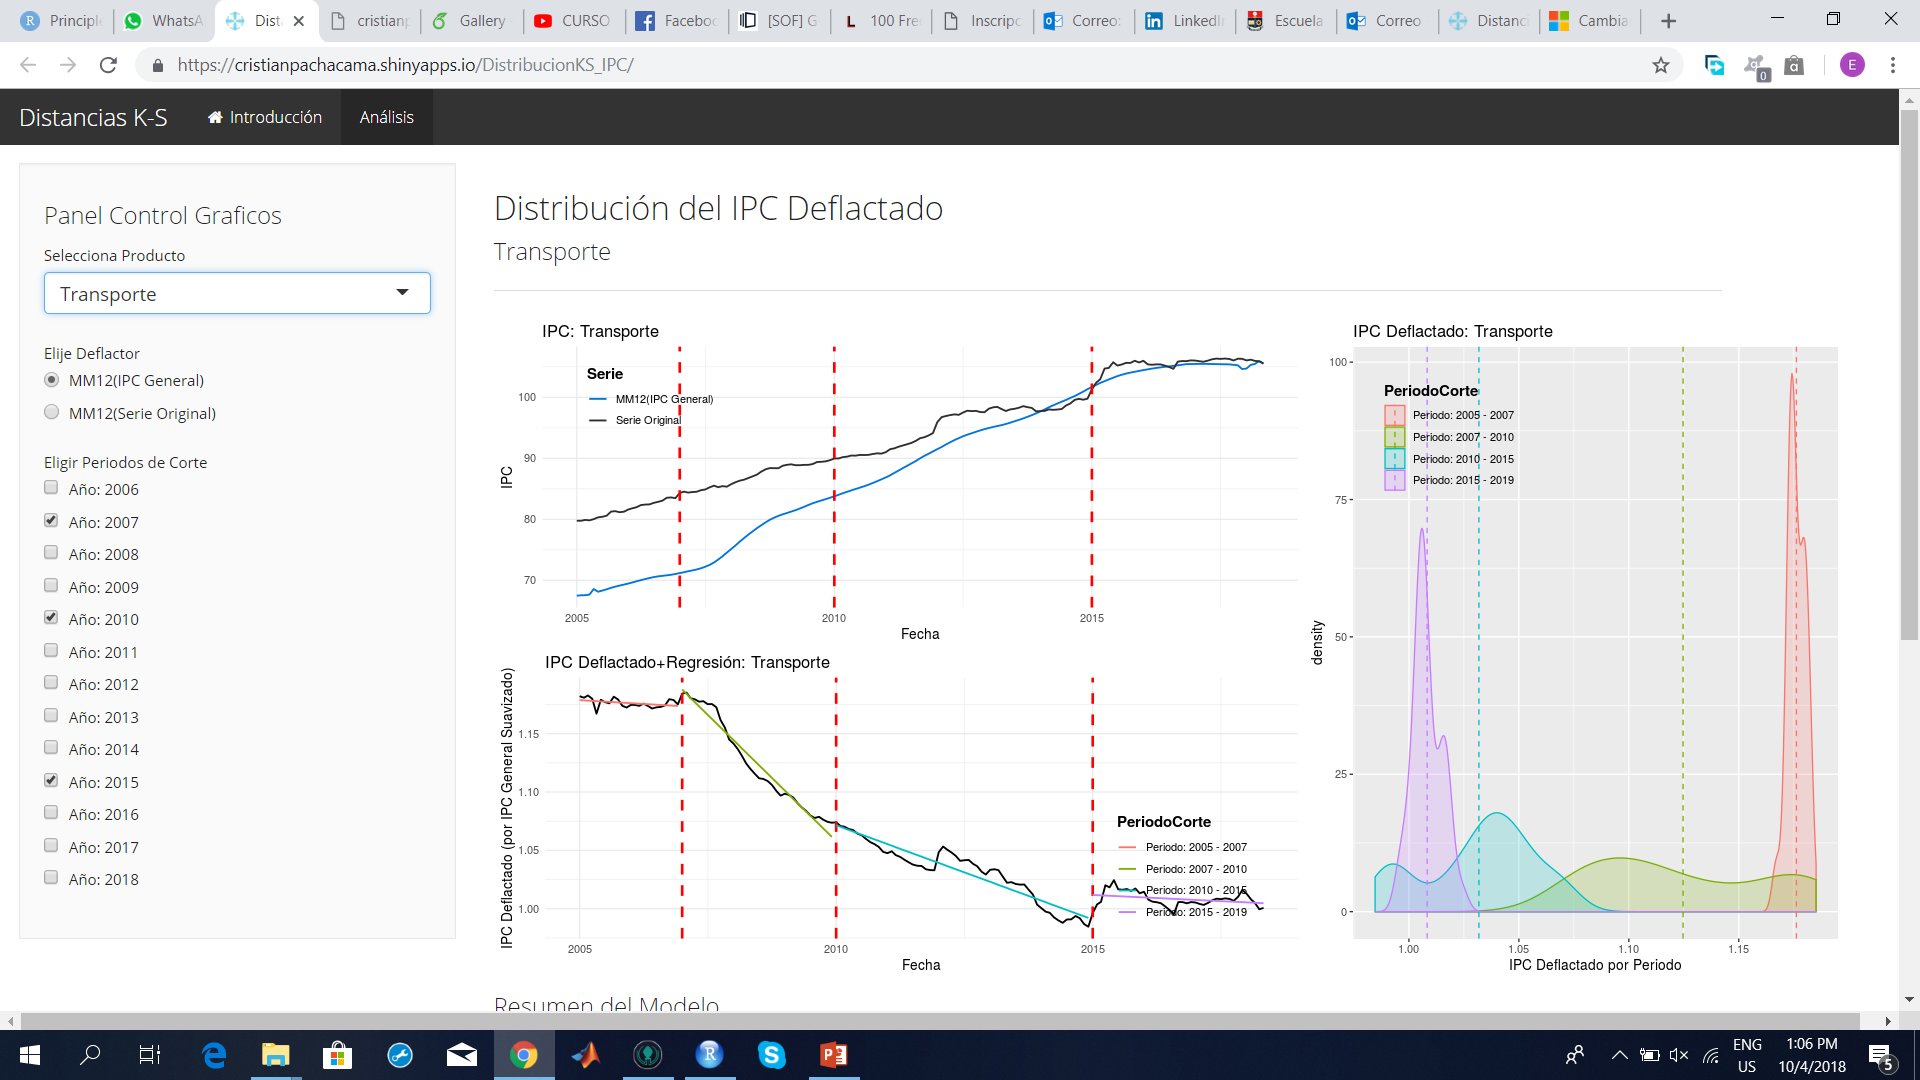 Principle
WhatsA
Dist
cristianp
Gallery
CURSO
Faceboo
[SOF] G
100 Fre
Inscripc
Correo:
LinkedI
Escuela
Correo
Distanc
Cambia
https://cristianpachacama.shinyapps.io/DistribucionKS_IPC/
0
E
Distancias K-S
Introducción
Análisis
Panel Control Graficos
Selecciona Producto
Transporte
Elije Deflactor
MM12(IPC General)
MM12(Serie Original)
Eligir Periodos de Corte
Año: 2006
Año: 2007
Año: 2008
Año: 2009
Año: 2010
Año: 2011
Año: 2012
Año: 2013
Año: 2014
Año: 2015
Año: 2016
Año: 2017
Año: 2018
Distribución del IPC Deflactado
Transporte
IPC: Transporte
Serie
MM12(IPC General)
Serie Original
100
90
80
70
IPC
2005
2010
2015
Fecha
IPC Deflactado+Regresión: Transporte
IPC Deflactado (por IPC General Suavizado)
1.15
1.10
1.05
1.00
PeriodoCorte
Periodo: 2005 - 2007
Periodo: 2007 - 2010
Periodo: 2010 - 2015
Periodo: 2015 - 2019
2005
2010
2015
Fecha
IPC Deflactado: Transporte
PeriodoCorte
Periodo: 2005 - 2007
Periodo: 2007 - 2010
Periodo: 2010 - 2015
Periodo: 2015 - 2019
100
75
50
25
0
density
1.00
1.05
1.10
1.15
IPC Deflactado por Periodo
Resumen del Modelo
ENG
US
1:06 PM
10/4/2018
5